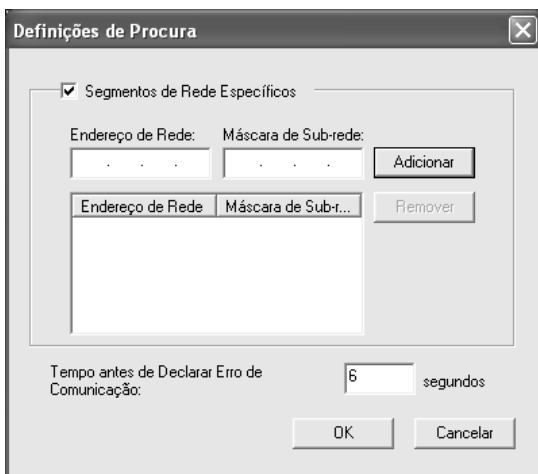 Definições de Procura
Segmentos de Rede Específicos
Endereço de Rede: Máscara de Sub-rede:
. . . . . . Adicionar
Endereço de Rede Máscara de Sub-r... Remover
Tempo antes de Declarar Erro de
Comunicação:
6 segundos
OK Cancelar